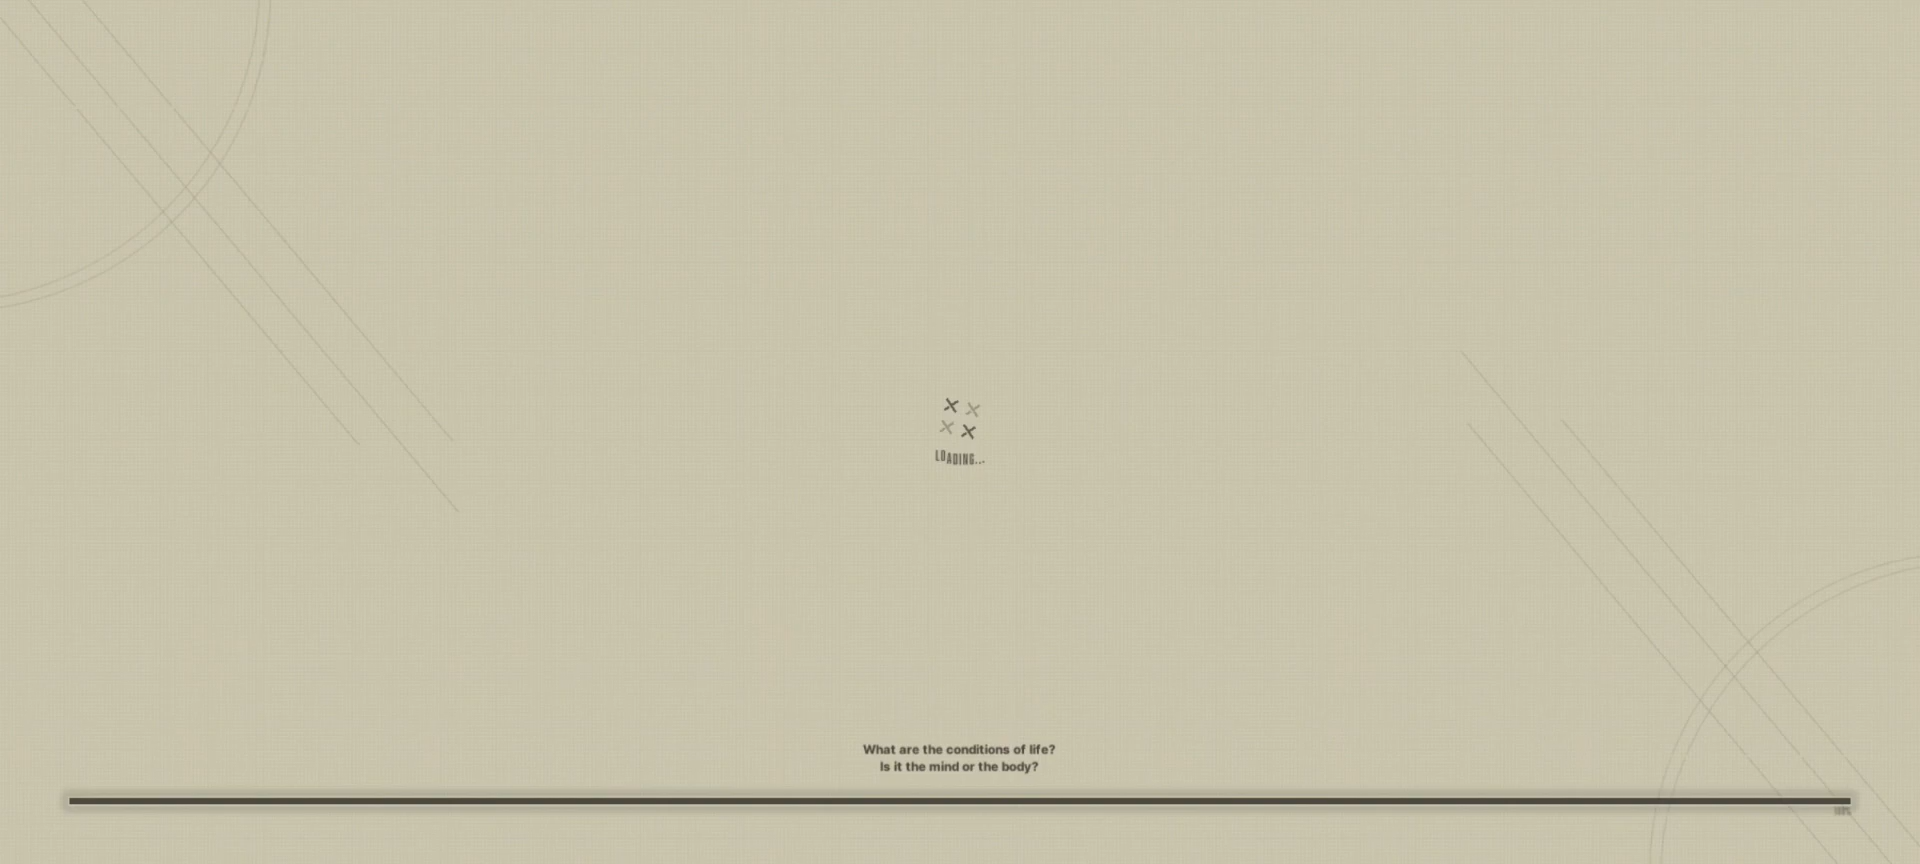 LOADING...
What are the conditions of life?
Is it the mind or the body?